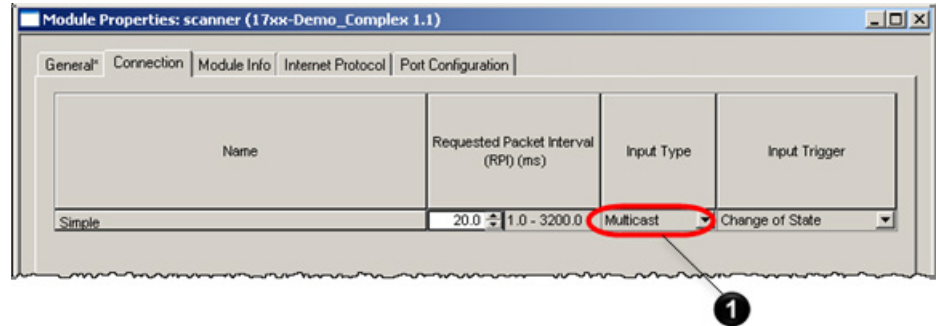 Module Properties: scanner (17xx-Demo_Complex 1.1)
General* Connection Module Info Internet Protocol Port Configuration
Name
Requested Packet Interval
(RPI) (ms)
Input Type
Input Trigger
Simple 20.0 1.0 - 3200.0 Multicast Change of State
1